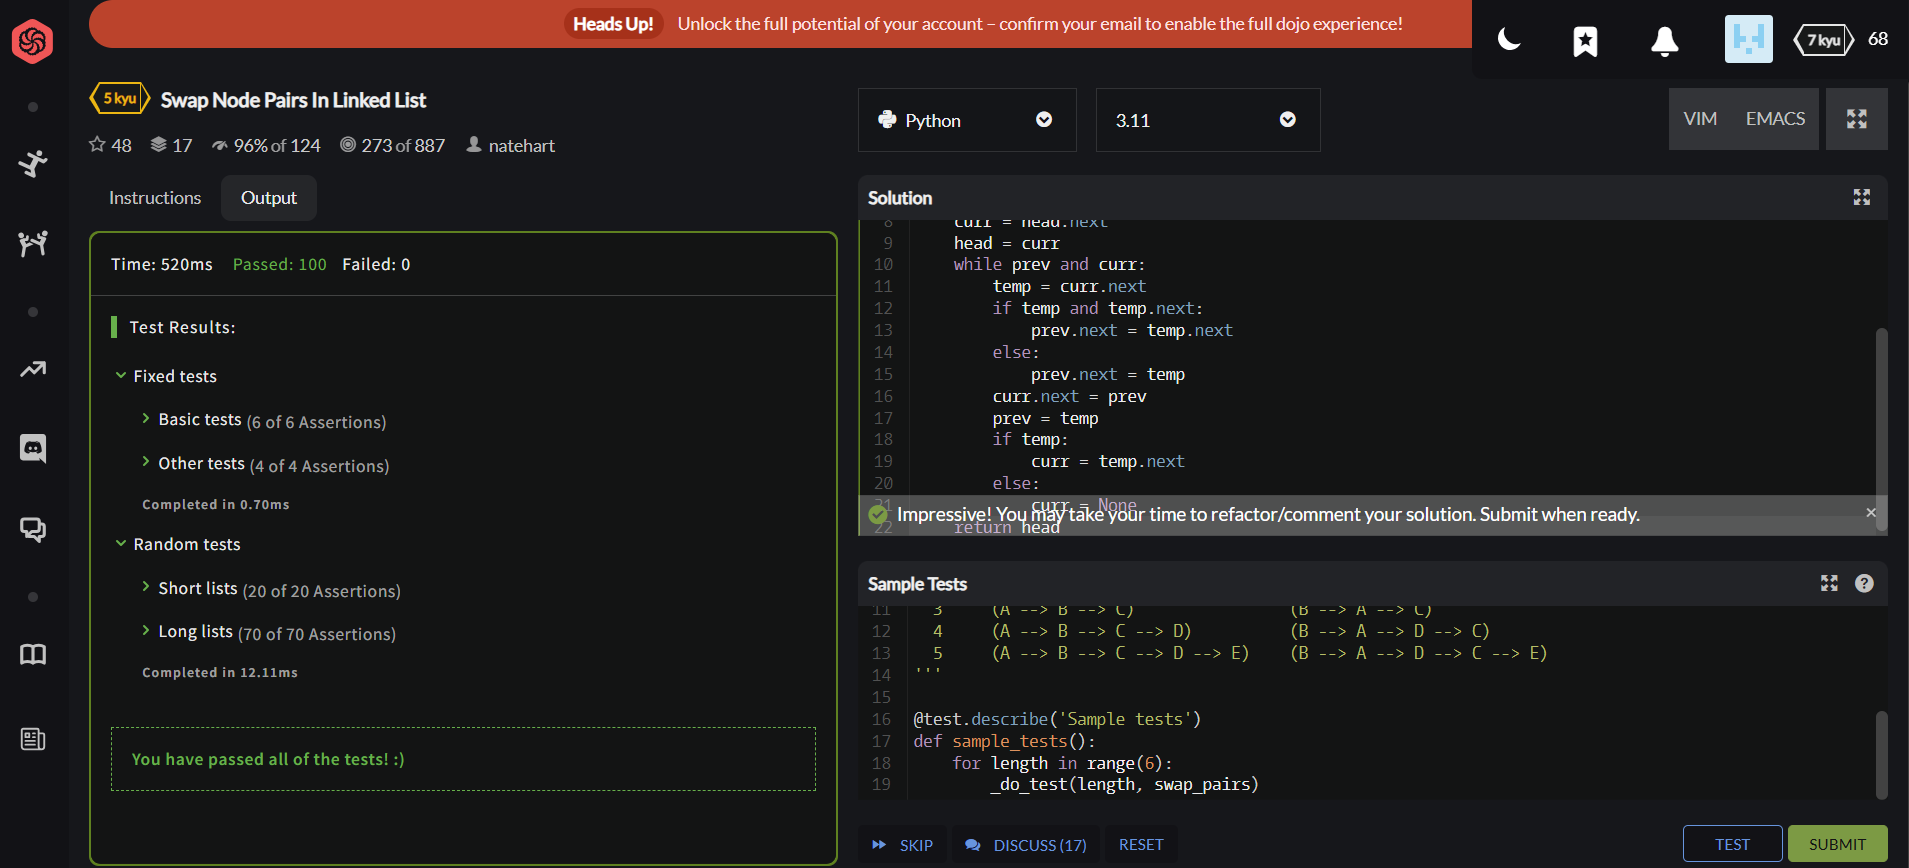 Heads Up! Unlock the full potential of your account – confirm your email to enable the full dojo experience!
7 kyu 68
5 kyu Swap Node Pairs In Linked List
48 17 96% of 124 273 of 887 natehart
Python
3.11
VIM EMACS
Instructions Output
Time: 520ms Passed: 100 Failed: 0
Test Results:
Fixed tests
Basic tests (6 of 6 Assertions)
Other tests (4 of 4 Assertions)
Completed in 0.70ms
Random tests
Short lists (20 of 20 Assertions)
Long lists (70 of 70 Assertions)
Completed in 12.11ms
You have passed all of the tests! :)
Solution
8 curr = head.next
9 head = curr
10 while prev and curr:
11 temp = curr.next
12 if temp and temp.next:
13 prev.next = temp.next
14 else:
15 prev.next = temp
16 curr.next = prev
17 prev = temp
18 if temp:
19 curr = temp.next
20 else:
21 curr = None
Impressive! You may take your time to refactor/comment your solution. Submit when ready.
22 return head
Sample Tests
11 3 (A --> B --> C) (B --> A --> C)
12 4 (A --> B --> C --> D) (B --> A --> D --> C)
13 5 (A --> B --> C --> D --> E) (B --> A --> D --> C --> E)
14 '''
15
16 @test.describe('Sample tests')
17 def sample_tests():
18 for length in range(6):
19 _do_test(length, swap_pairs)
SKIP DISCUSS (17) RESET
TEST SUBMIT